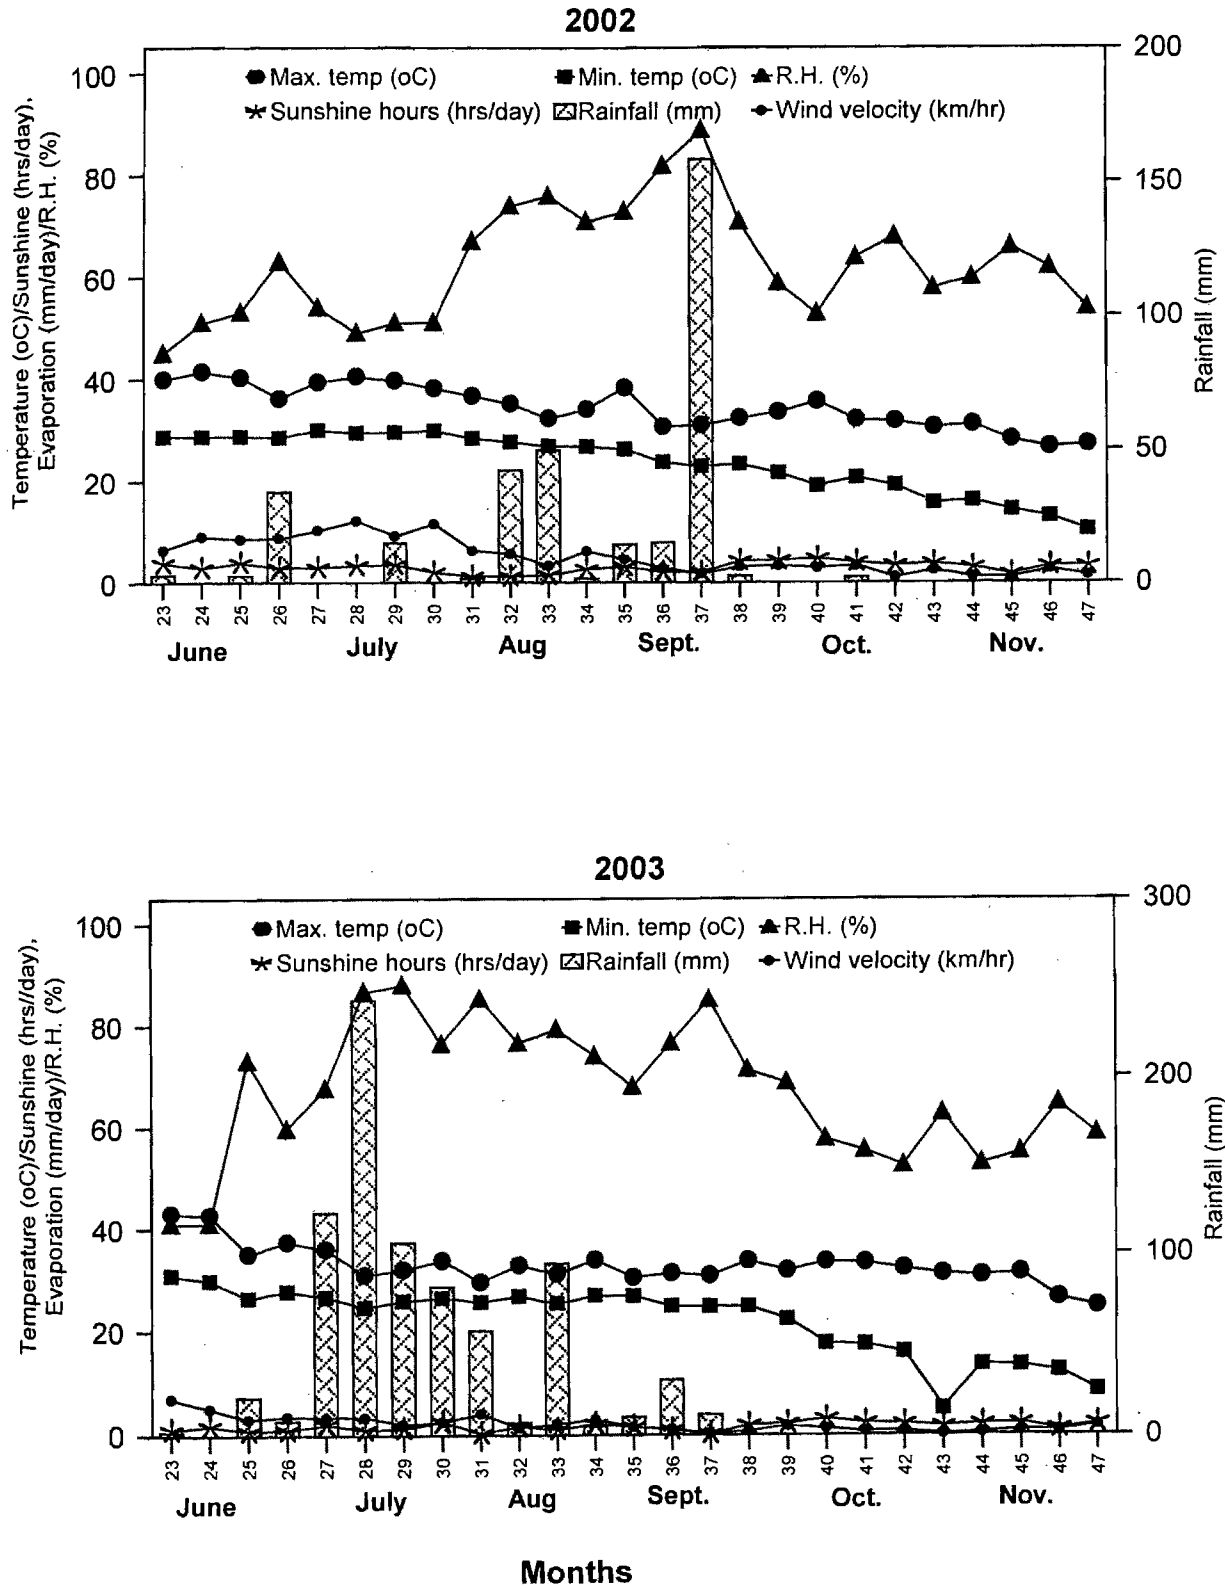 2002
Temperature (oC)/Sunshine (hrs/day),
Evaporation (mm/day)/R.H. (%)
Max. temp (oC) Min. temp (oC) R.H. (%)
Sunshine hours (hrs/day) Rainfall (mm) Wind velocity (km/hr)
100
80
60
40
20
0
200
150
100
50
0
Rainfall (mm)
23 24 25 26 27 28 29 30 31 32 33 34 35 36 37 38 39 40 41 42 43 44 45 46 47
June July Aug Sept. Oct. Nov.
2003
Temperature (oC)/Sunshine (hrs//day),
Evaporation (mm/day)/R.H. (%)
Max. temp (oC) Min. temp (oC) R.H. (%)
Sunshine hours (hrs/day) Rainfall (mm) Wind velocity (km/hr)
100
80
60
40
20
0
300
200
100
0
Rainfall (mm)
23 24 25 26 27 28 29 30 31 32 33 34 35 36 37 38 39 40 41 42 43 44 45 46 47
June July Aug Sept. Oct. Nov.
Months